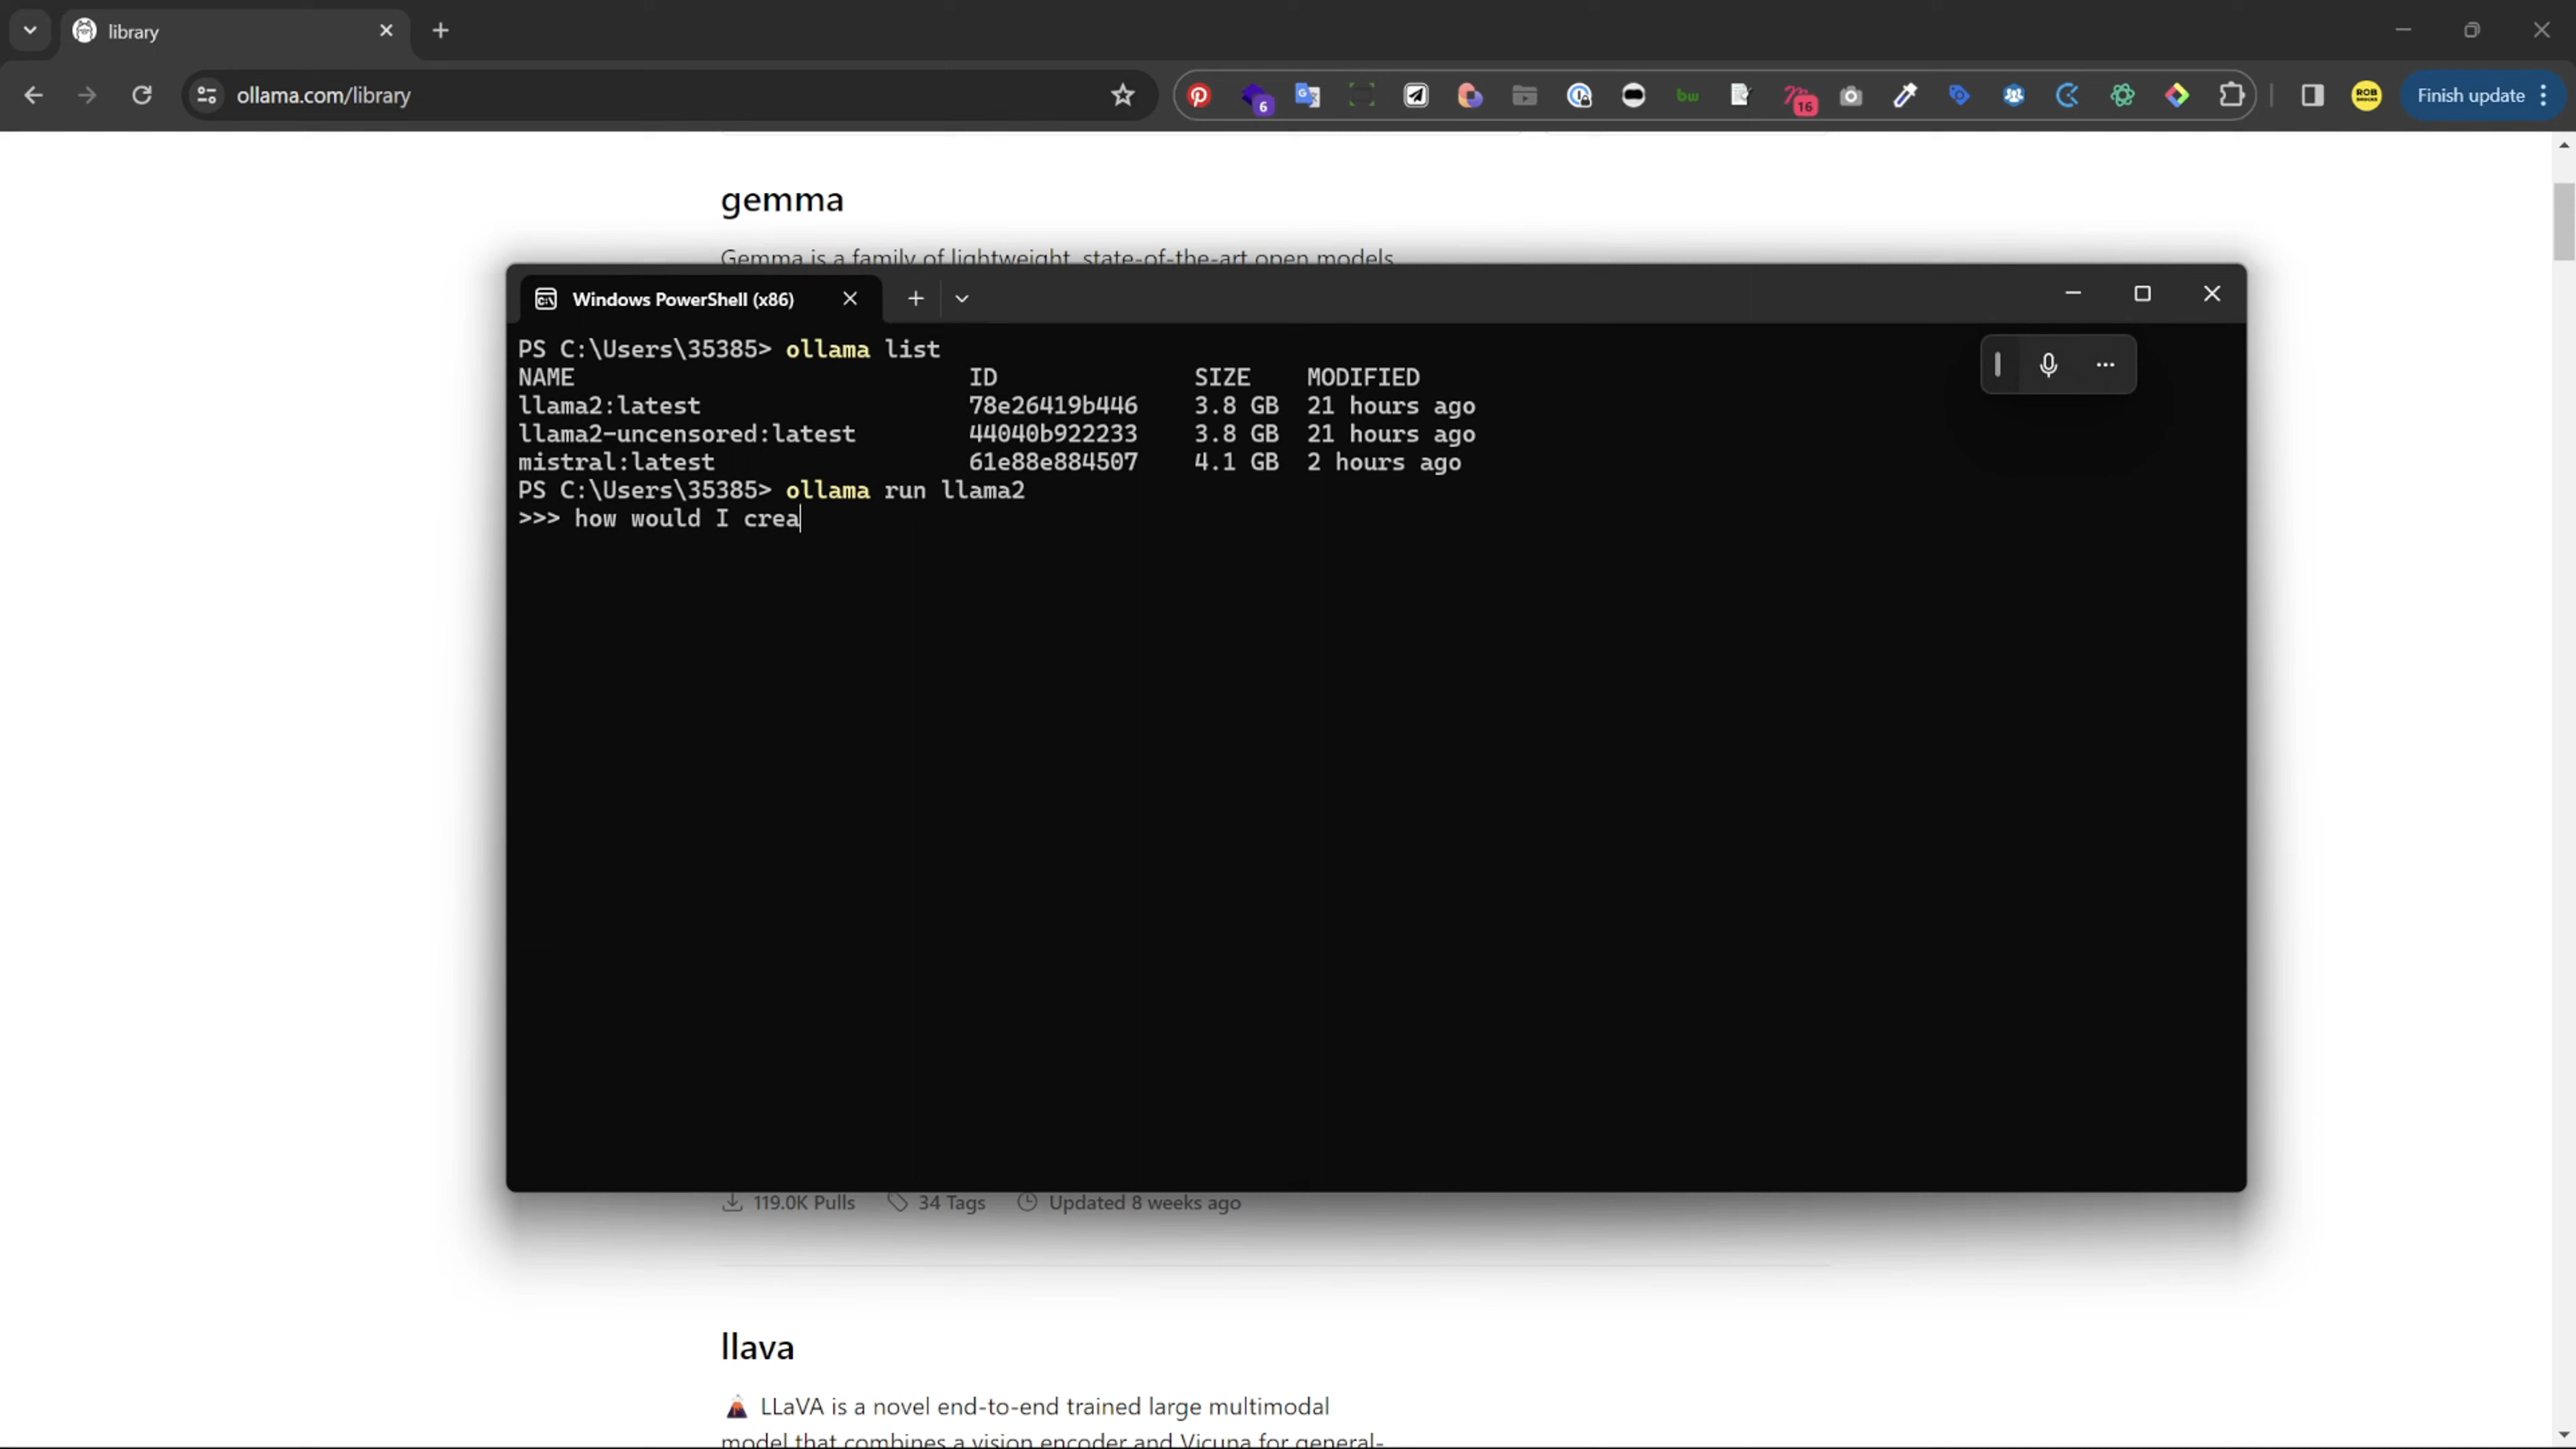 library
ollama.com/library
6
16
ROB
Finish update
gemma
Gemma is a family of lightweight, state-of-the-art open models
Windows PowerShell (x86)
PS C:\Users\35385> ollama list
NAME ID SIZE MODIFIED
llama2:latest 78e26419b446 3.8 GB 21 hours ago
llama2-uncensored:latest 44040b922233 3.8 GB 21 hours ago
mistral:latest 61e88e884507 4.1 GB 2 hours ago
PS C:\Users\35385> ollama run llama2
>>> how would I crea
119.0K Pulls 34 Tags Updated 8 weeks ago
llava
LLaVA is a novel end-to-end trained large multimodal
model that combines a vision encoder and Vicuna for general-